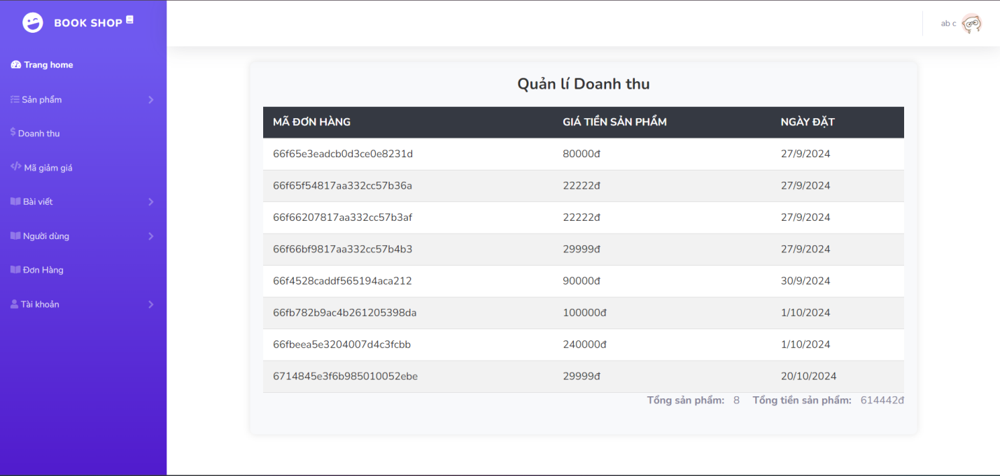 BOOK SHOP
ab c
Trang home
Sản phẩm
Doanh thu
Mã giảm giá
Bài viết
Người dùng
Đơn Hàng
Tài khoản
Quản lí Doanh thu
MÃ ĐƠN HÀNG GIÁ TIỀN SẢN PHẨM NGÀY ĐẶT
66f65e3eadcb0d3ce0e8231d 80000đ 27/9/2024
66f65f54817aa332cc57b36a 22222đ 27/9/2024
66f66207817aa332cc57b3af 22222đ 27/9/2024
66f66bf9817aa332cc57b4b3 29999đ 27/9/2024
66f4528caddf565194aca212 90000đ 30/9/2024
66fb782b9ac4b261205398da 100000đ 1/10/2024
66fbeea5e3204007d4c3fcbb 240000đ 1/10/2024
6714845e3f6b985010052ebe 29999đ 20/10/2024
Tổng sản phẩm: 8 Tổng tiền sản phẩm: 614442đ